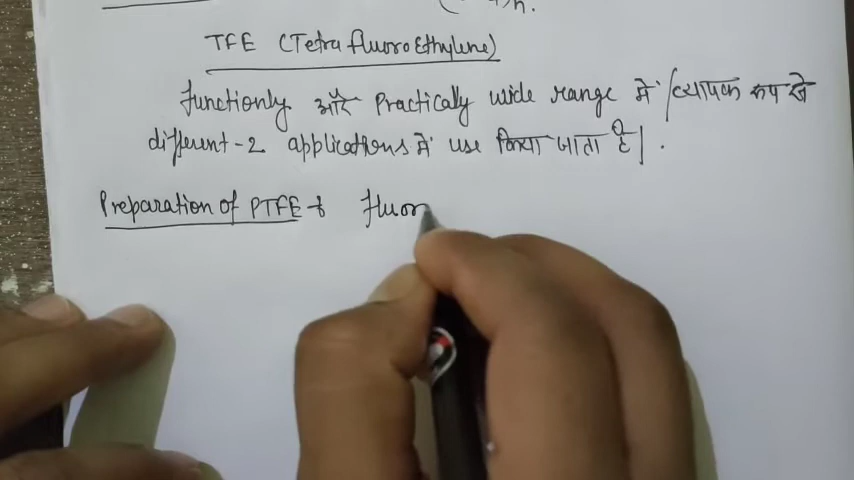 )n.
TFE (Tetra fluoro Ethylene)
functionly और Practically wide range में / व्यापक रूप से
different-2 applications में use किया जाता है| .
Preparation of PTFE fluor